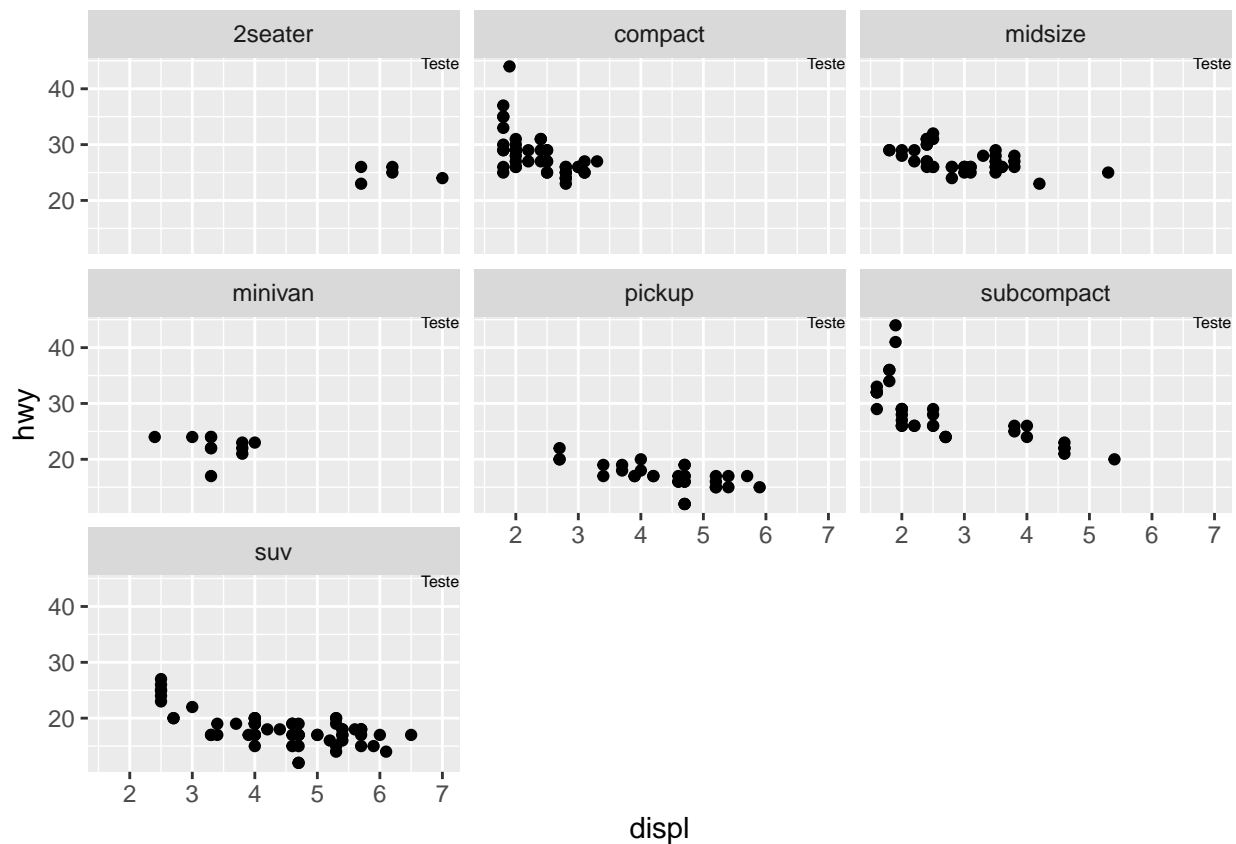 2seater compact midsize
Teste Teste Teste
40
30
20
minivan pickup subcompact
Teste Teste Teste
40
30
20
2 3 4 5 6 7 2 3 4 5 6 7
suv
Teste
40
30
20
2 3 4 5 6 7
hwy
displ